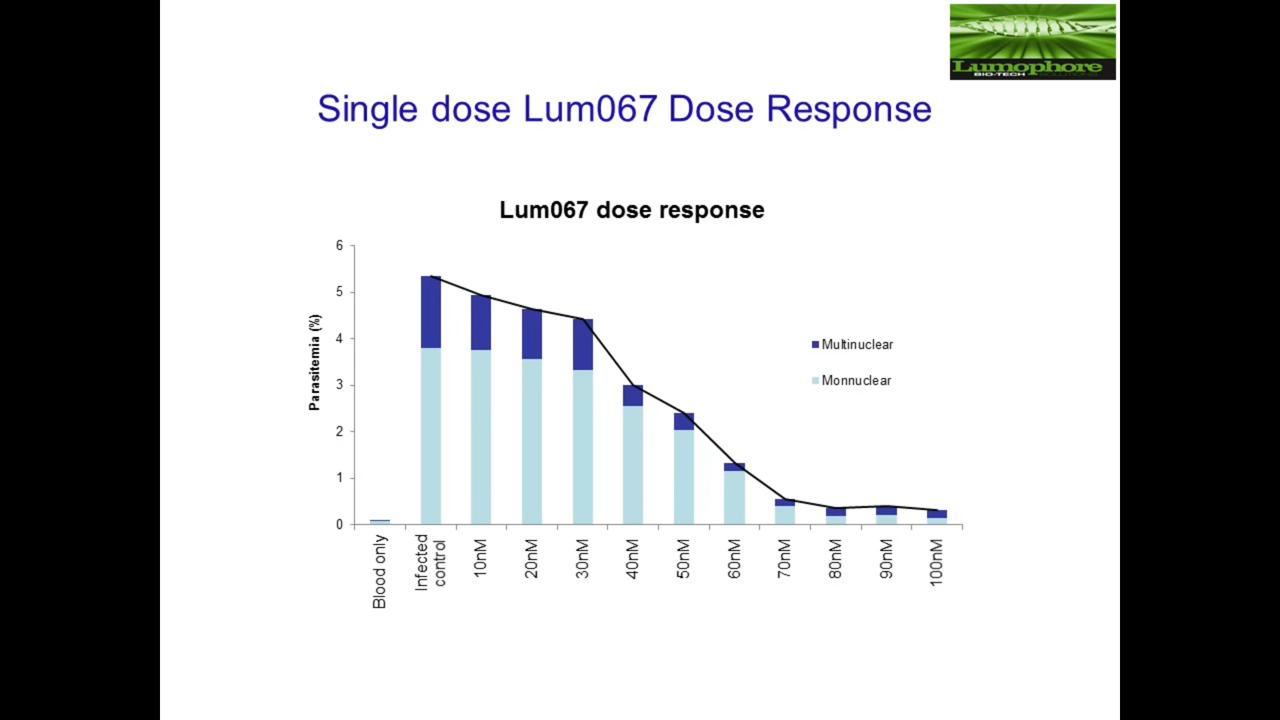 Lumophore
BIO-TECH SOLUTIONS
Single dose Lum067 Dose Response
Lum067 dose response
Parasitemia (%)
6
5
4
3
2
1
0
Multinuclear
Monnuclear
Blood only
Infected
control
10nM
20nM
30nM
40nM
50nM
60nM
70nM
80nM
90nM
100nM